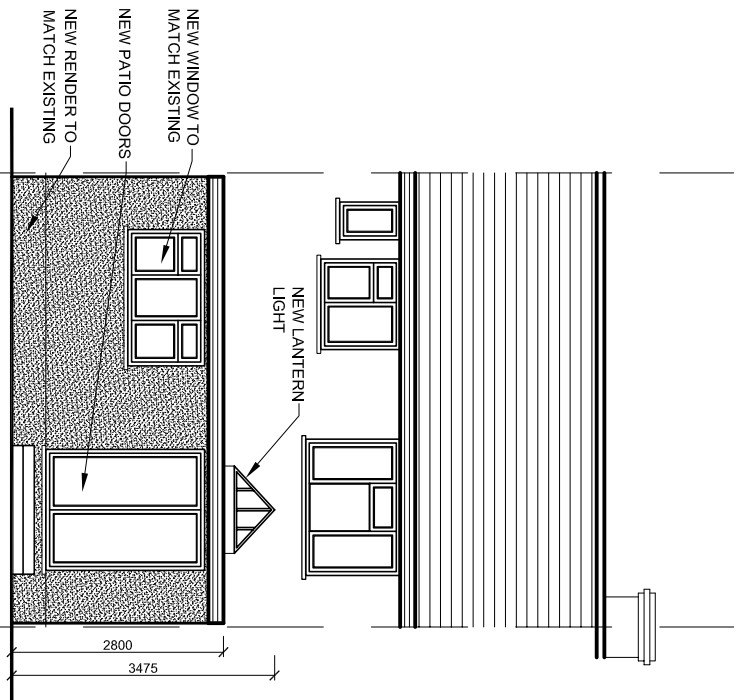 NEW RENDER TO
MATCH EXISTING
NEW PATIO DOORS
NEW WINDOW TO
MATCH EXISTING
NEW LANTERN
LIGHT
2800
3475